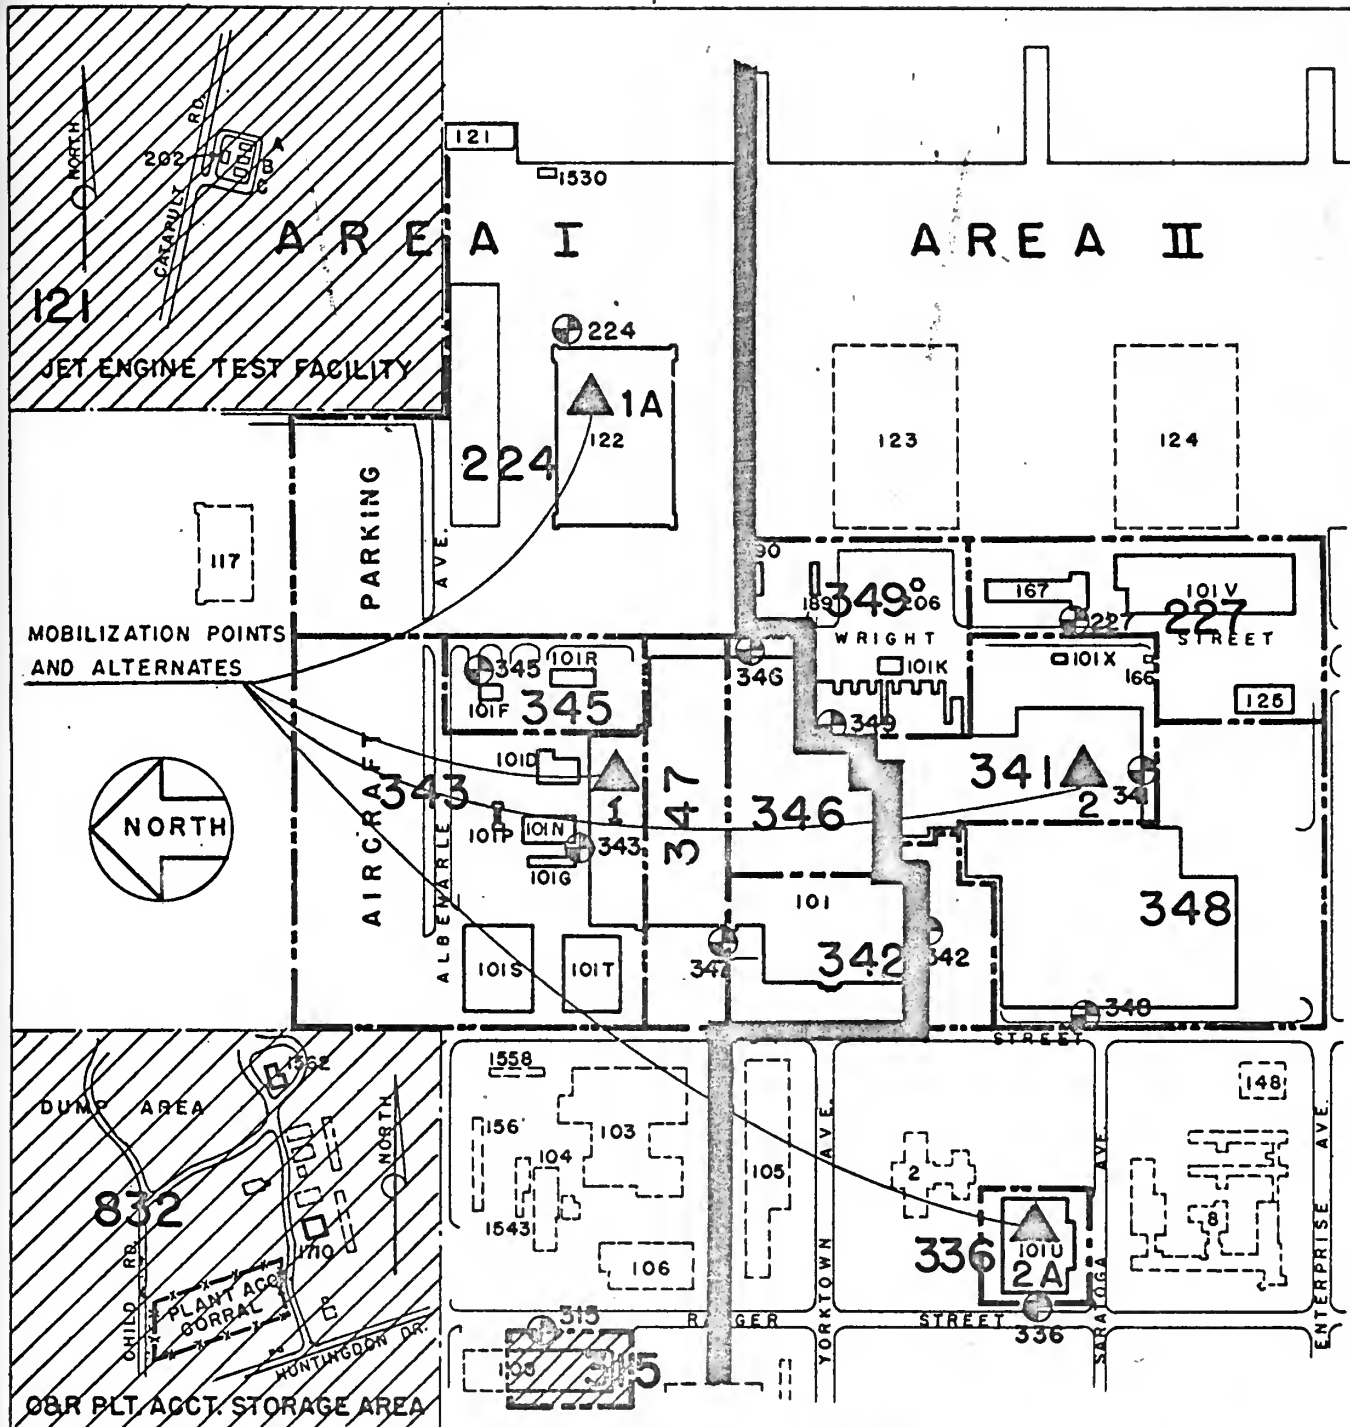 121
1530
NORTH
RD.
202
A
B
C
CATAPULT
AREA I
AREA II
121
224
JET ENGINE TEST FACILITY
1A
122
123
124
224
PARKING
AVE.
117
190
189
349
206
167
101V
227
227
MOBILIZATION POINTS
AND ALTERNATES
WRIGHT
STREET
345
101R
346
101K
101X
166
125
101F
345
349
AIRCRAFT
101D
343
1
347
346
341
2
341
NORTH
101P
101N
343
101G
ALBEMARLE
101
348
101S
101T
347
342
342
348
STREET
1558
1562
DUMP AREA
NORTH
156
103
104
105
YORKTOWN AVE.
2
SARATOGA AVE.
148
8
ENTERPRISE AVE.
832
1543
1710
106
336
101U
2A
CHILD RD.
PLANT ACC
CORRAL
315
RANGER
STREET
336
HUNTINGDON DR.
108
315
O&R PLT. ACCT. STORAGE AREA